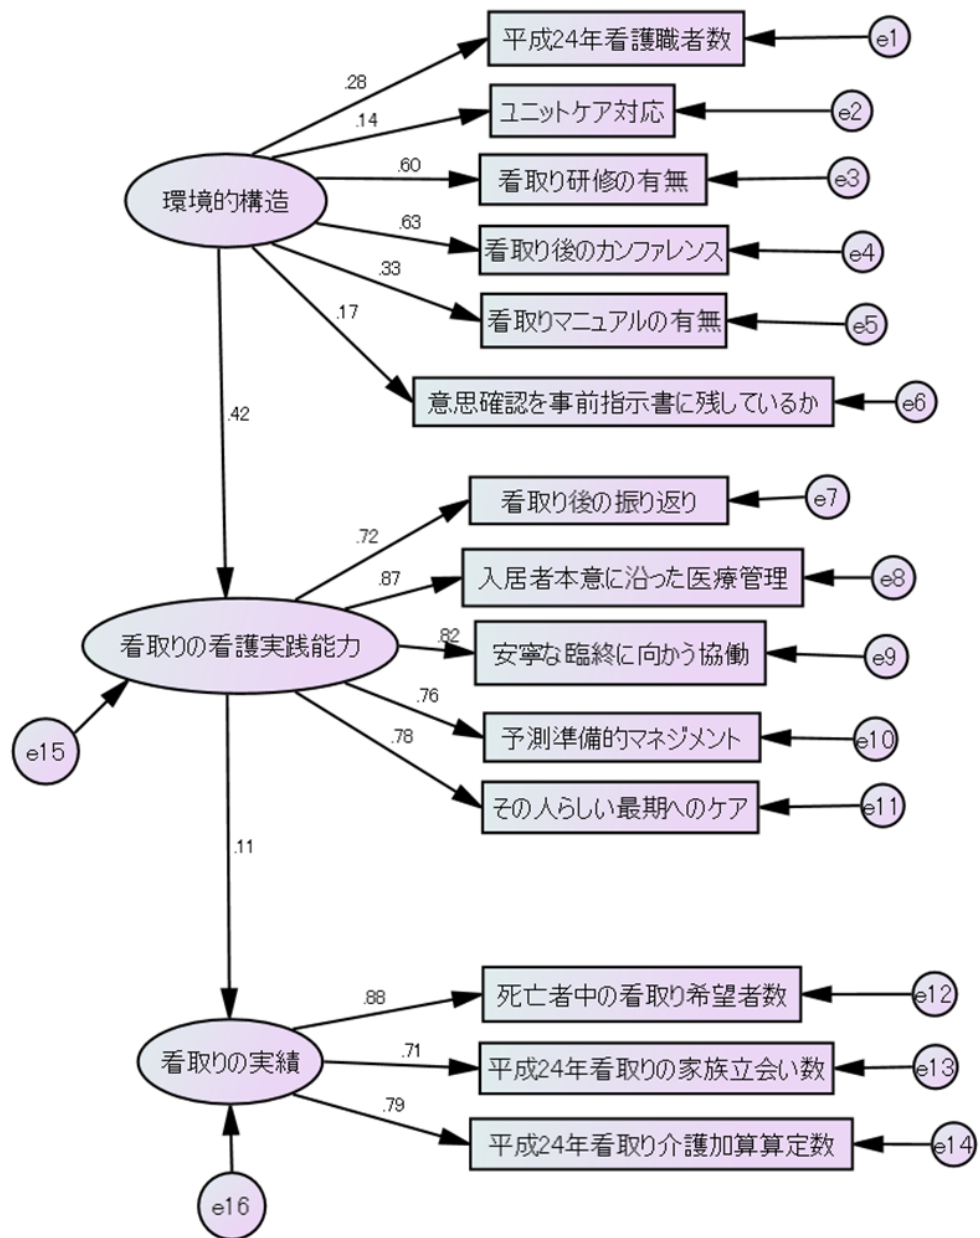 平成24年看護職者数
e1
.28
ユニットケア対応
e2
.14
看取り研修の有無
e3
.60
環境的構造
看取り後のカンファレンス
e4
.63
看取りマニュアルの有無
e5
.33
.17
意思確認を事前指示書に残しているか
e6
.42
看取り後の振り返り
e7
.72
入居者本意に沿った医療管理
e8
.87
看取りの看護実践能力
.82
安寧な臨終に向かう協働
e9
.76
予測準備的マネジメント
e10
e15
.78
その人らしい最期へのケア
e11
.11
死亡者中の看取り希望者数
e12
.88
看取りの実績
.71
平成24年看取りの家族立会い数
e13
.79
平成24年看取り介護加算算定数
e14
e16